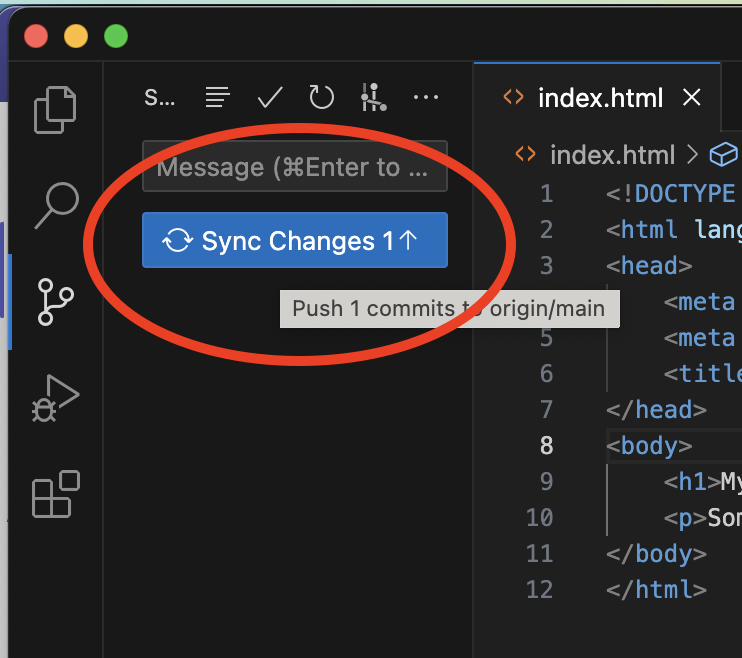 S...
index.html
Message (⌘Enter to ...
Sync Changes 1↑
Push 1 commits to origin/main
index.html
1 <!DOCTYPE
2 <html lang
3 <head>
<meta
5 <meta
6 <title
7 </head>
8 <body>
9 <h1>My
10 <p>Som
11 </body>
12 </html>